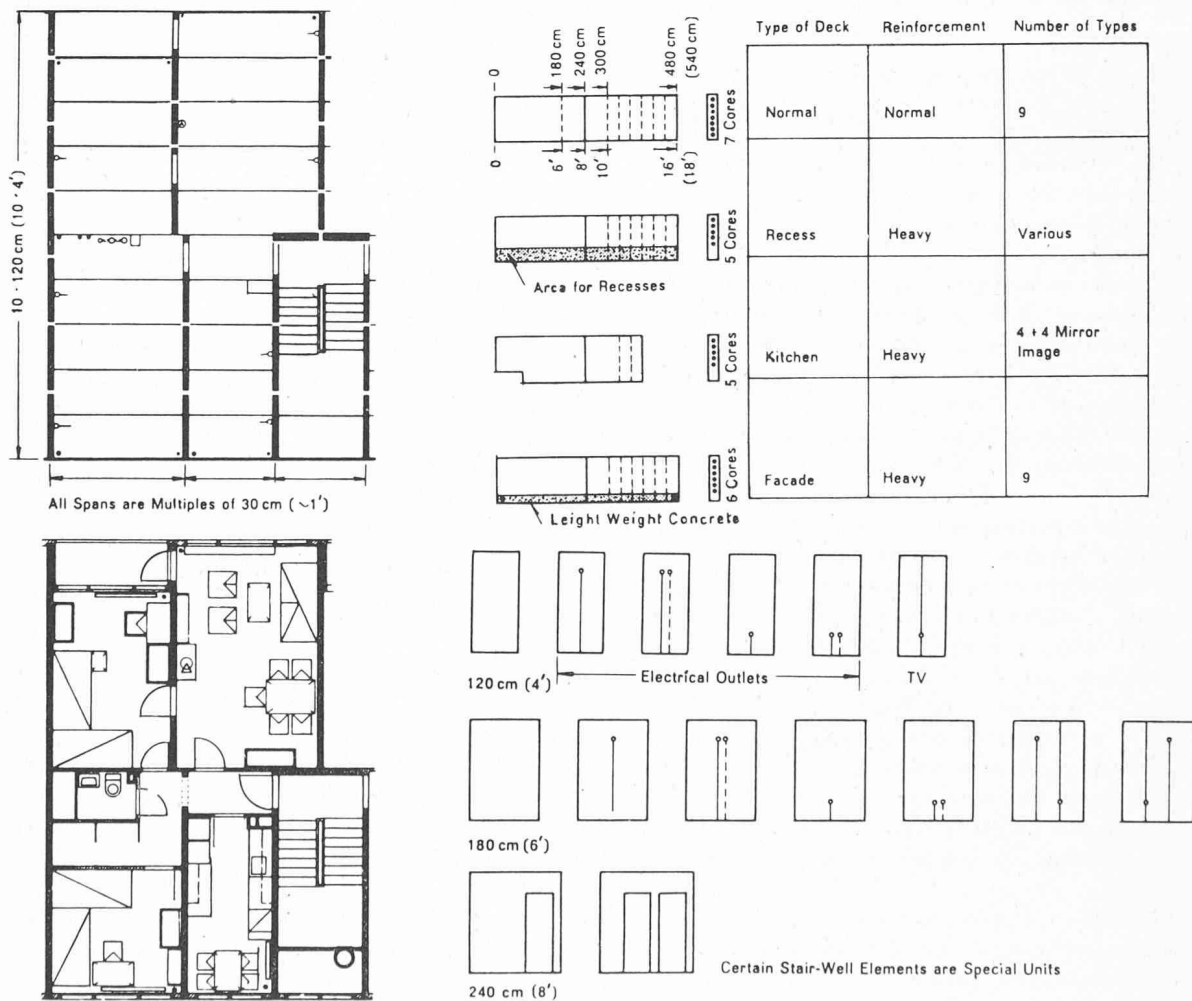 10 · 120 cm (10 · 4′)
All Spans are Multiples of 30 cm (~1′)
0
180 cm
240 cm
300 cm
480 cm
(540 cm)
0
6′
8′
10′
16′
(18′)
7 Cores
5 Cores
Area for Recesses
5 Cores
6 Cores
Leight Weight Concrete
Type of Deck Reinforcement Number of Types
Normal Normal 9
Recess Heavy Various
Kitchen Heavy 4 + 4 Mirror
Image
Facade Heavy 9
120 cm (4′)
Electrical Outlets
TV
180 cm (6′)
240 cm (8′)
Certain Stair-Well Elements are Special Units